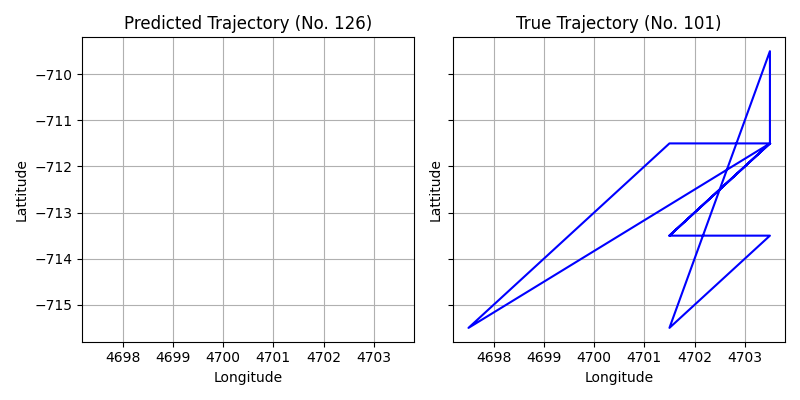 Predicted Trajectory (No. 126)
True Trajectory (No. 101)
−710
−711
−712
−713
−714
−715
Lattitude
Lattitude
4698 4699 4700 4701 4702 4703
4698 4699 4700 4701 4702 4703
Longitude
Longitude